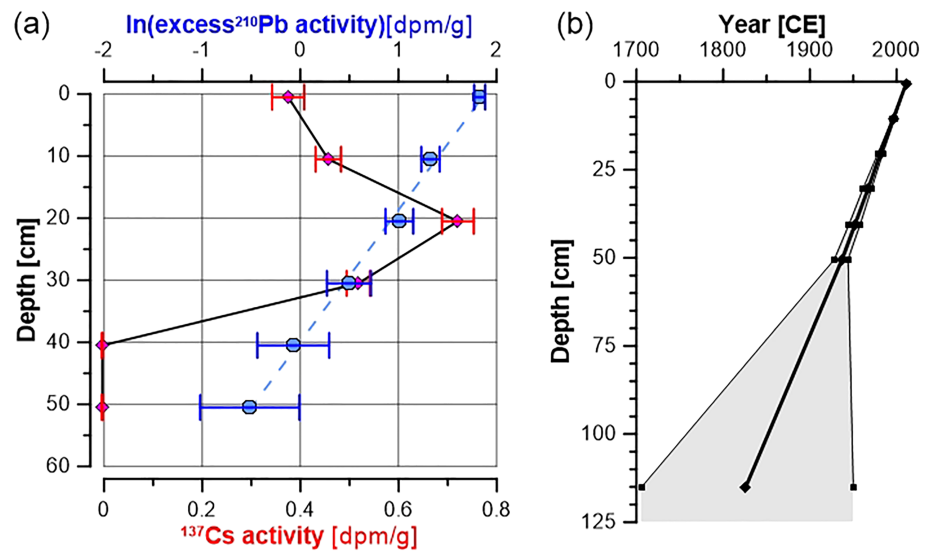 (a)
ln(excess²¹⁰Pb activity)[dpm/g]
-2 -1 0 1 2
0
10
20
30
40
50
60
Depth [cm]
0 0.2 0.4 0.6 0.8
¹³⁷Cs activity [dpm/g]
(b)
Year [CE]
1700 1800 1900 2000
0
25
50
75
100
125
Depth [cm]